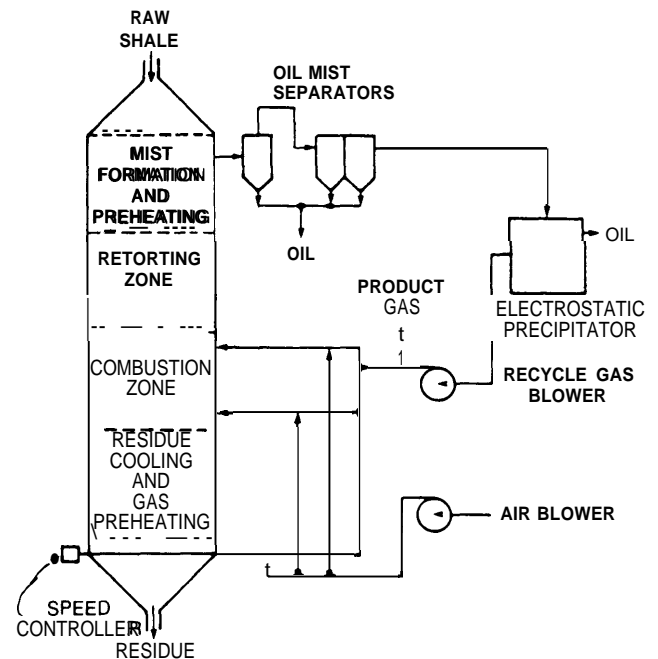 RAW
SHALE
OIL MIST
SEPARATORS
MIST
FORMATION
AND
PREHEATING
OIL
OIL
RETORTING
ZONE
PRODUCT
GAS
t
1
ELECTROSTATIC
PRECIPITATOR
COMBUSTION
ZONE
RECYCLE GAS
BLOWER
RESIDUE
COOLING
AND
GAS
PREHEATING
AIR BLOWER
t
SPEED
CONTROLLER
RESIDUE